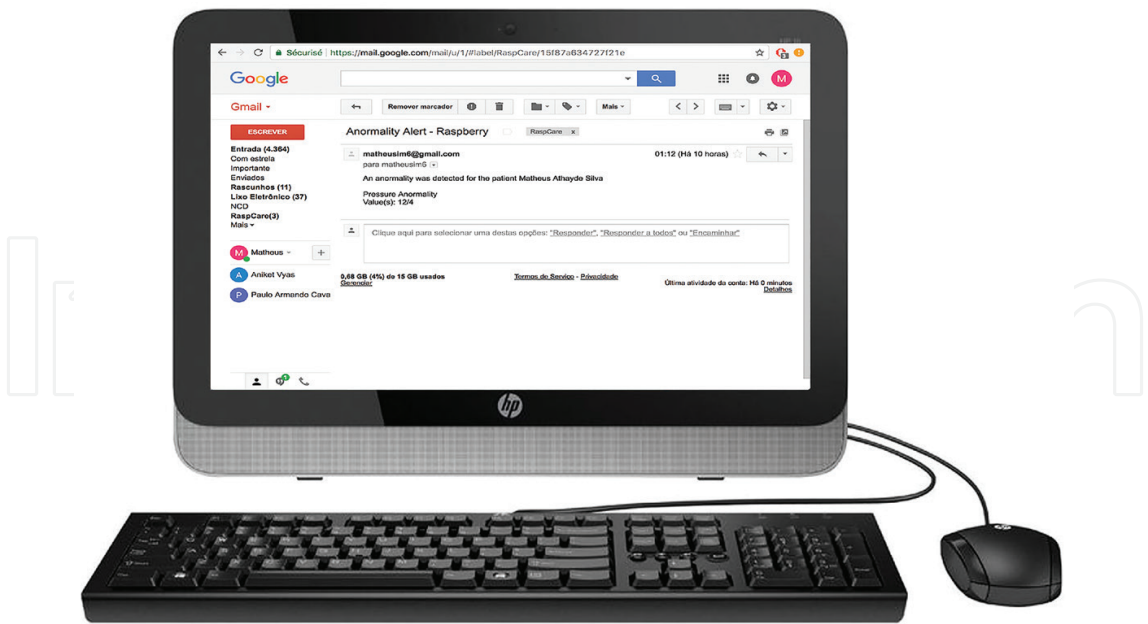 Sécurisé https://mail.google.com/mail/u/1/#label/RaspCare/15f87a634727f21e
Google
M
Gmail
Remover marcador
Mais
ESCREVER
Anormality Alert - Raspberry
RaspCare x
Entrada (4.364)
Com estrela
Importante
Enviados
Rascunhos (11)
Lixo Eletrônico (37)
NCD
RaspCare(3)
Mais
matheusim6@gmail.com
01:12 (Há 10 horas)
para matheusim6
An anormality was detected for the patient Matheus Athayde Silva
Pressure Anormality
Value(s): 12/4
Clique aqui para selecionar uma destas opções: "Responder", "Responder a todos" ou "Encaminhar"
M Matheus
+
A Aniket Vyas
P Paulo Armando Cava
0,68 GB (4%) do 15 GB usados
Gerenciar
Termos do Serviço - Privacidade
Última atividade da conta: Há 0 minutos
Detalhes
1
hp